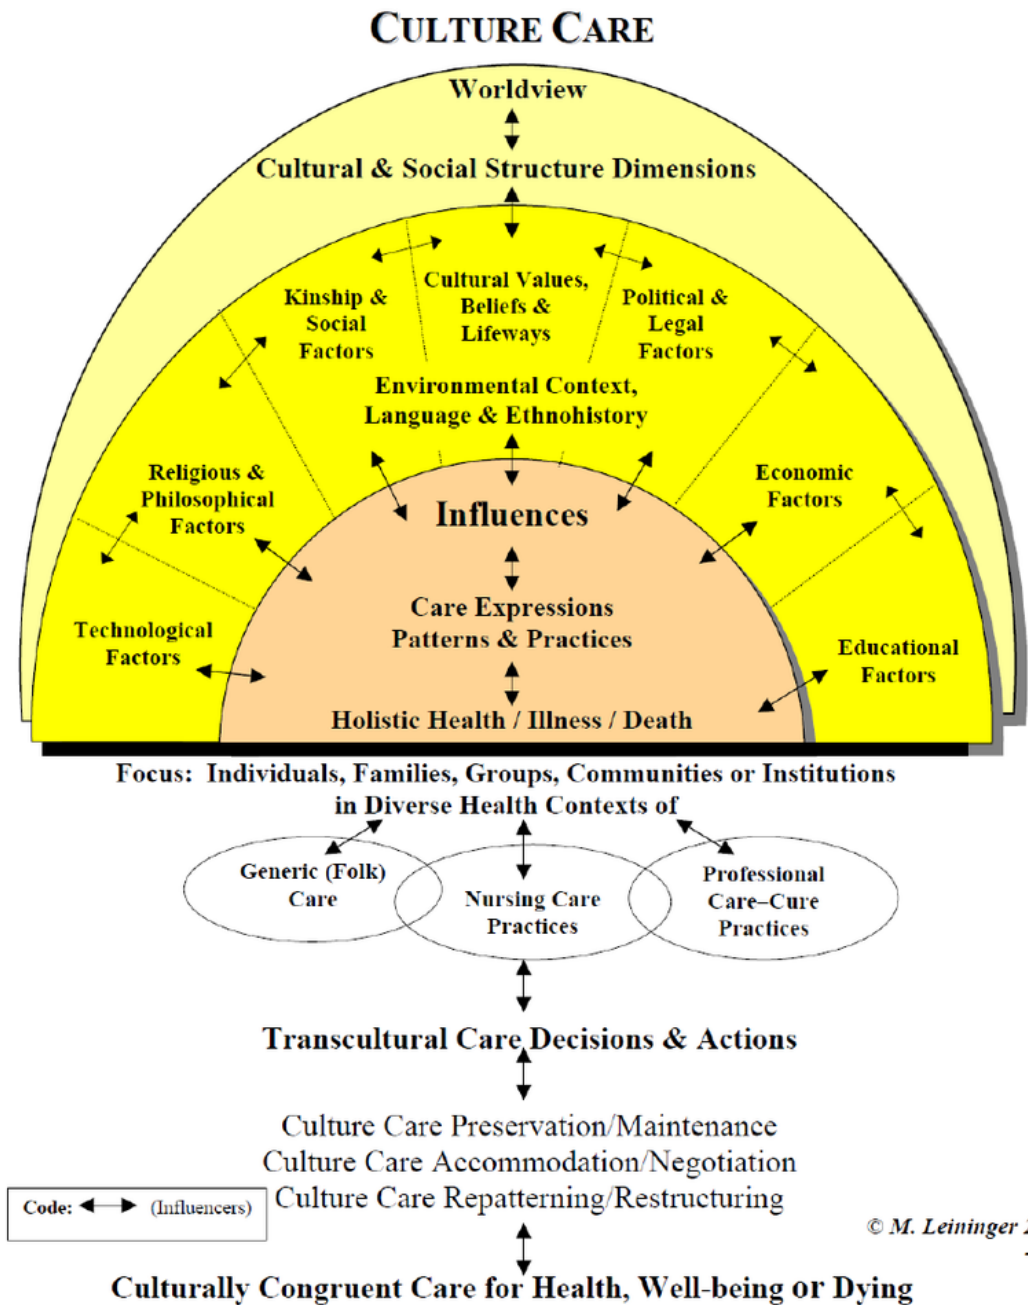 CULTURE CARE
Worldview
Cultural & Social Structure Dimensions
Cultural Values,
Beliefs &
Lifeways
Kinship &
Social
Factors
Political &
Legal
Factors
Environmental Context,
Language & Ethnohistory
Religious &
Philosophical
Factors
Economic
Factors
Technological
Factors
Educational
Factors
Influences
Care Expressions
Patterns & Practices
Holistic Health / Illness / Death
Focus: Individuals, Families, Groups, Communities or Institutions
in Diverse Health Contexts of
Generic (Folk)
Care
Nursing Care
Practices
Professional
Care–Cure
Practices
Transcultural Care Decisions & Actions
Culture Care Preservation/Maintenance
Culture Care Accommodation/Negotiation
Culture Care Repatterning/Restructuring
Code: (Influencers)
© M. Leininger
Culturally Congruent Care for Health, Well-being or Dying